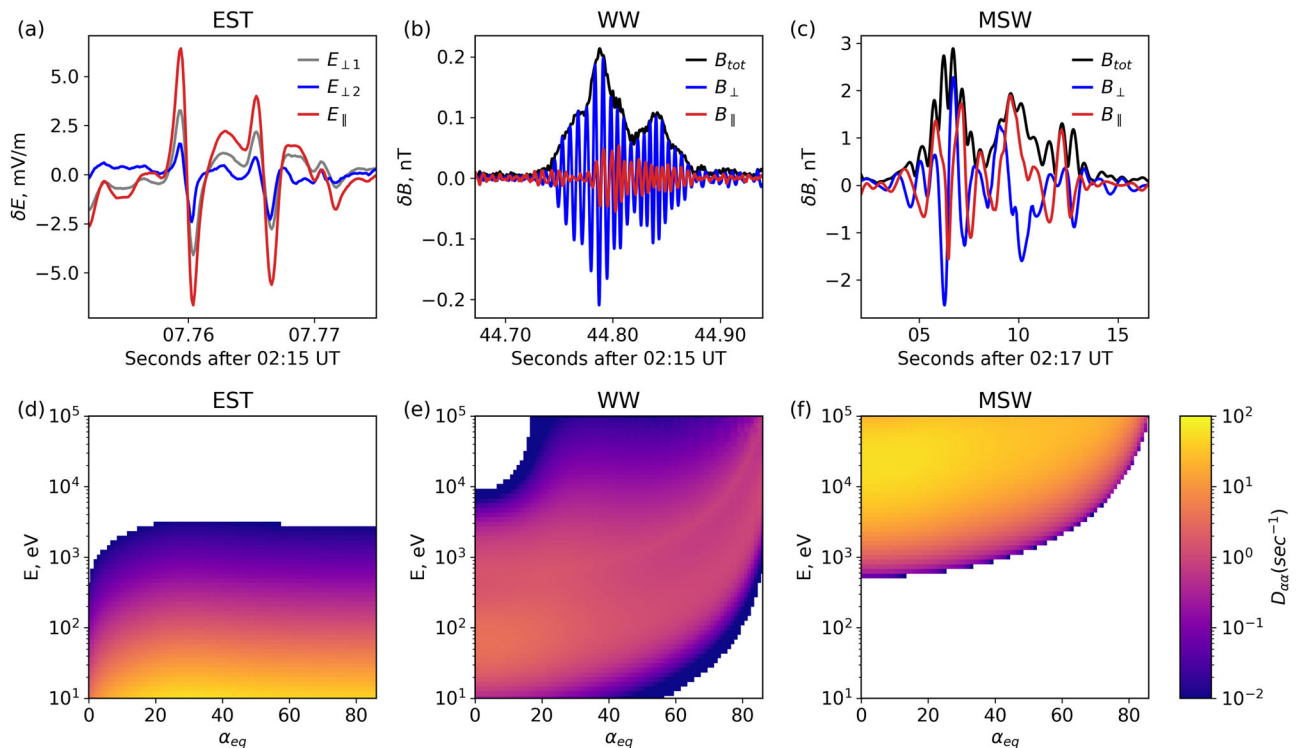 (a) EST
E⊥1
E⊥2
E∥
δE, mV/m
5.0
2.5
0.0
−2.5
−5.0
07.76 07.77
Seconds after 02:15 UT
(b) WW
Btot
B⊥
B∥
δB, nT
0.2
0.1
0.0
−0.1
−0.2
44.70 44.80 44.90
Seconds after 02:15 UT
(c) MSW
Btot
B⊥
B∥
δB, nT
3
2
1
0
−1
−2
05 10 15
Seconds after 02:17 UT
(d) EST
E, eV
10⁵
10⁴
10³
10²
10¹
0 20 40 60 80
αeq
(e) WW
E, eV
10⁵
10⁴
10³
10²
10¹
0 20 40 60 80
αeq
(f) MSW
E, eV
10⁵
10⁴
10³
10²
10¹
0 20 40 60 80
αeq
10²
10¹
10⁰
10⁻¹
10⁻²
Dαα(sec⁻¹)